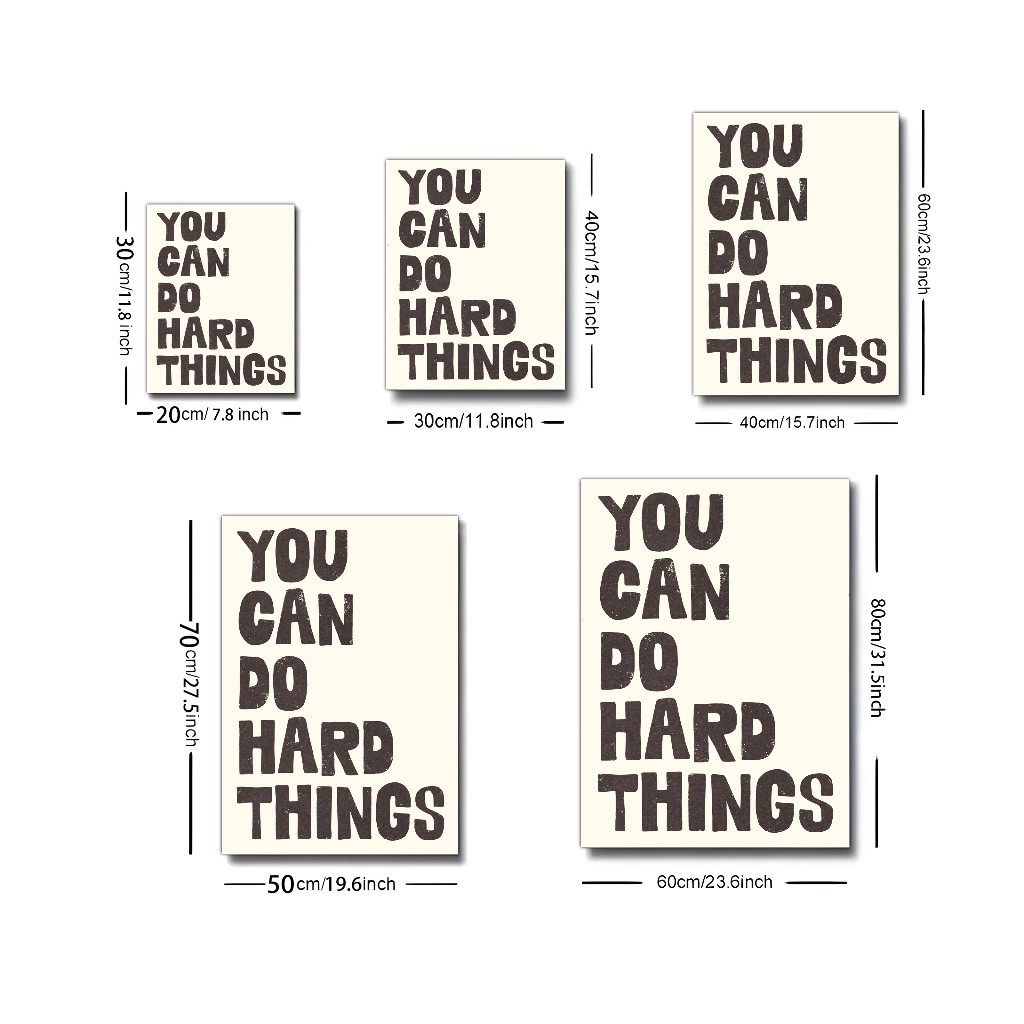 YOU
CAN
DO
HARD
THINGS
30cm/11.8 inch
20cm/ 7.8 inch
YOU
CAN
DO
HARD
THINGS
40cm/15.7inch
30cm/11.8inch
YOU
CAN
DO
HARD
THINGS
60cm/23.6inch
40cm/15.7inch
YOU
CAN
DO
HARD
THINGS
70cm/27.5inch
50cm/19.6inch
YOU
CAN
DO
HARD
THINGS
80cm/31.5inch
60cm/23.6inch